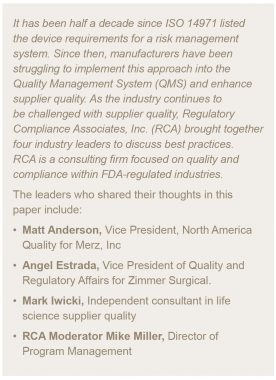 It has been half a decade since ISO 14971 listed
the device requirements for a risk management
system. Since then, manufacturers have been
struggling to implement this approach into the
Quality Management System (QMS) and enhance
supplier quality. As the industry continues to
be challenged with supplier quality, Regulatory
Compliance Associates, Inc. (RCA) brought together
four industry leaders to discuss best practices.
RCA is a consulting firm focused on quality and
compliance within FDA-regulated industries.
The leaders who shared their thoughts in this
paper include:
• Matt Anderson, Vice President, North America
Quality for Merz, Inc
• Angel Estrada, Vice President of Quality and
Regulatory Affairs for Zimmer Surgical.
• Mark Iwicki, Independent consultant in life
science supplier quality
• RCA Moderator Mike Miller, Director of
Program Management